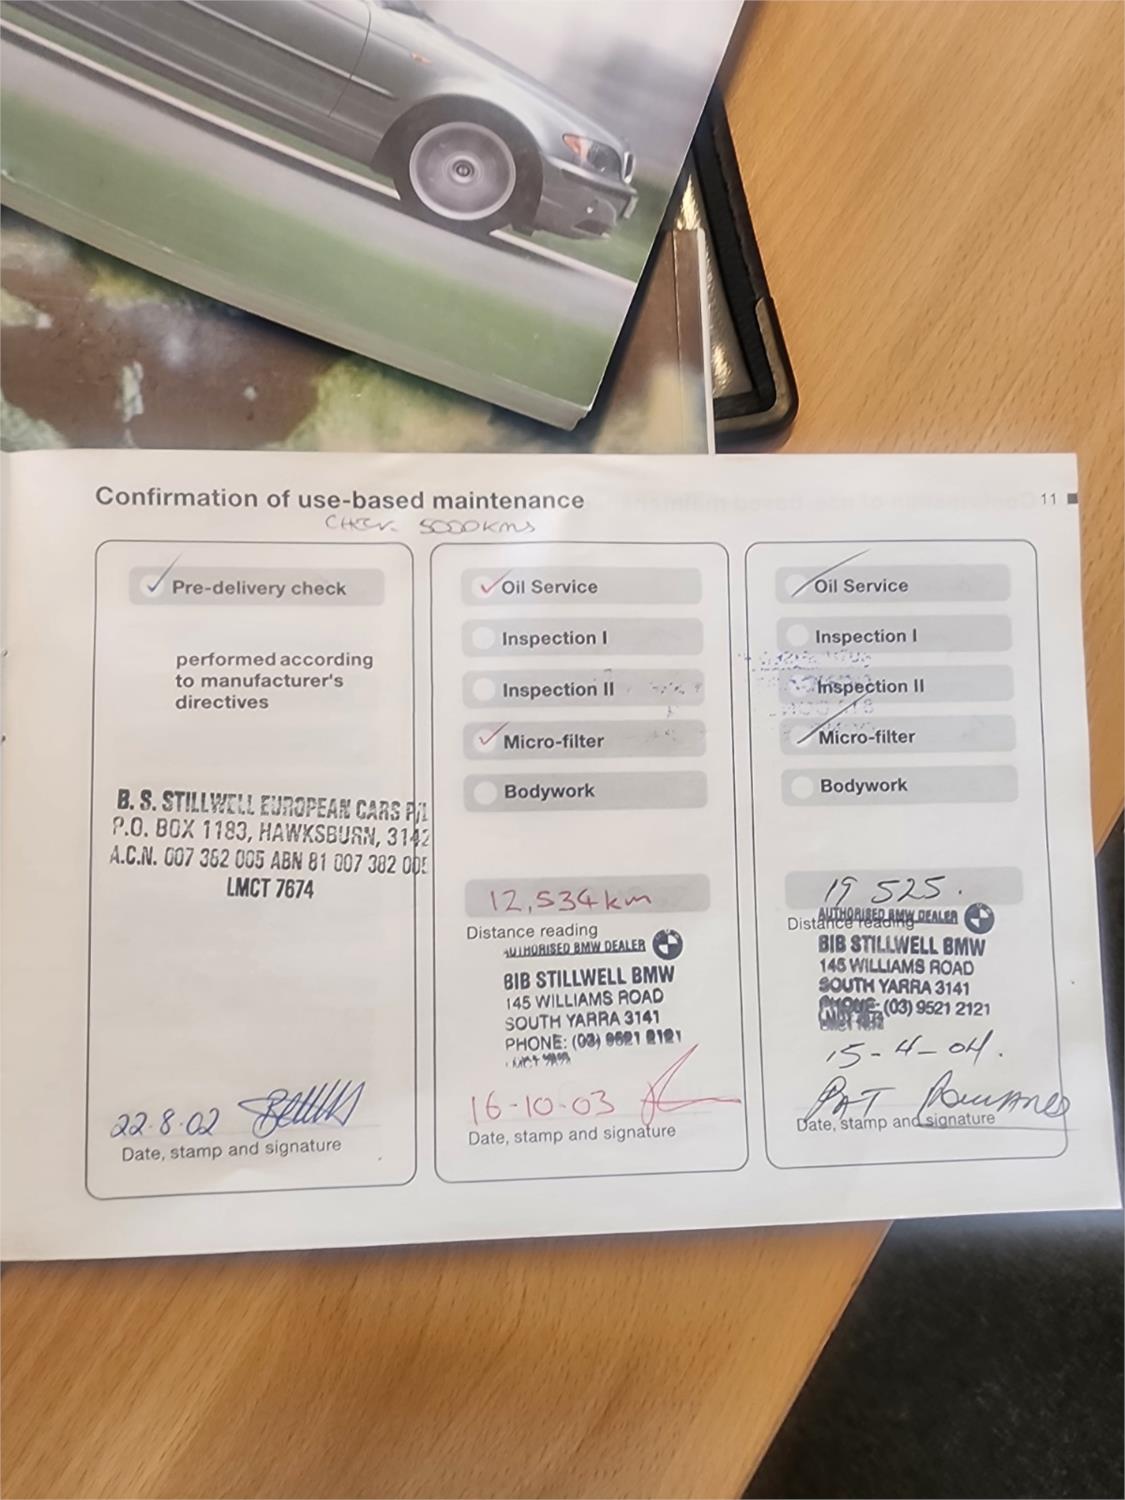 Confirmation of use-based maintenance
11
5000 kms
Pre-delivery check
performed according
to manufacturer's
directives
B. S. STILLWELL EUROPEAN CARS P/L
P.O. BOX 1183, HAWKSBURN, 3142
A.C.N. 007 382 005 ABN 81 007 382 005
LMCT 7674
22.8.02
Date, stamp and signature
Oil Service
Inspection I
Inspection II
Micro-filter
Bodywork
12,534 km
Distance reading
AUTHORISED BMW DEALER
BIB STILLWELL BMW
145 WILLIAMS ROAD
SOUTH YARRA 3141
PHONE: (03) 9521 2121
16-10-03
Date, stamp and signature
Oil Service
Inspection I
Inspection II
Micro-filter
Bodywork
19 525.
Distance reading
AUTHORISED BMW DEALER
BIB STILLWELL BMW
145 WILLIAMS ROAD
SOUTH YARRA 3141
PHONE: (03) 9521 2121
15-4-04.
PAT
Date, stamp and signature